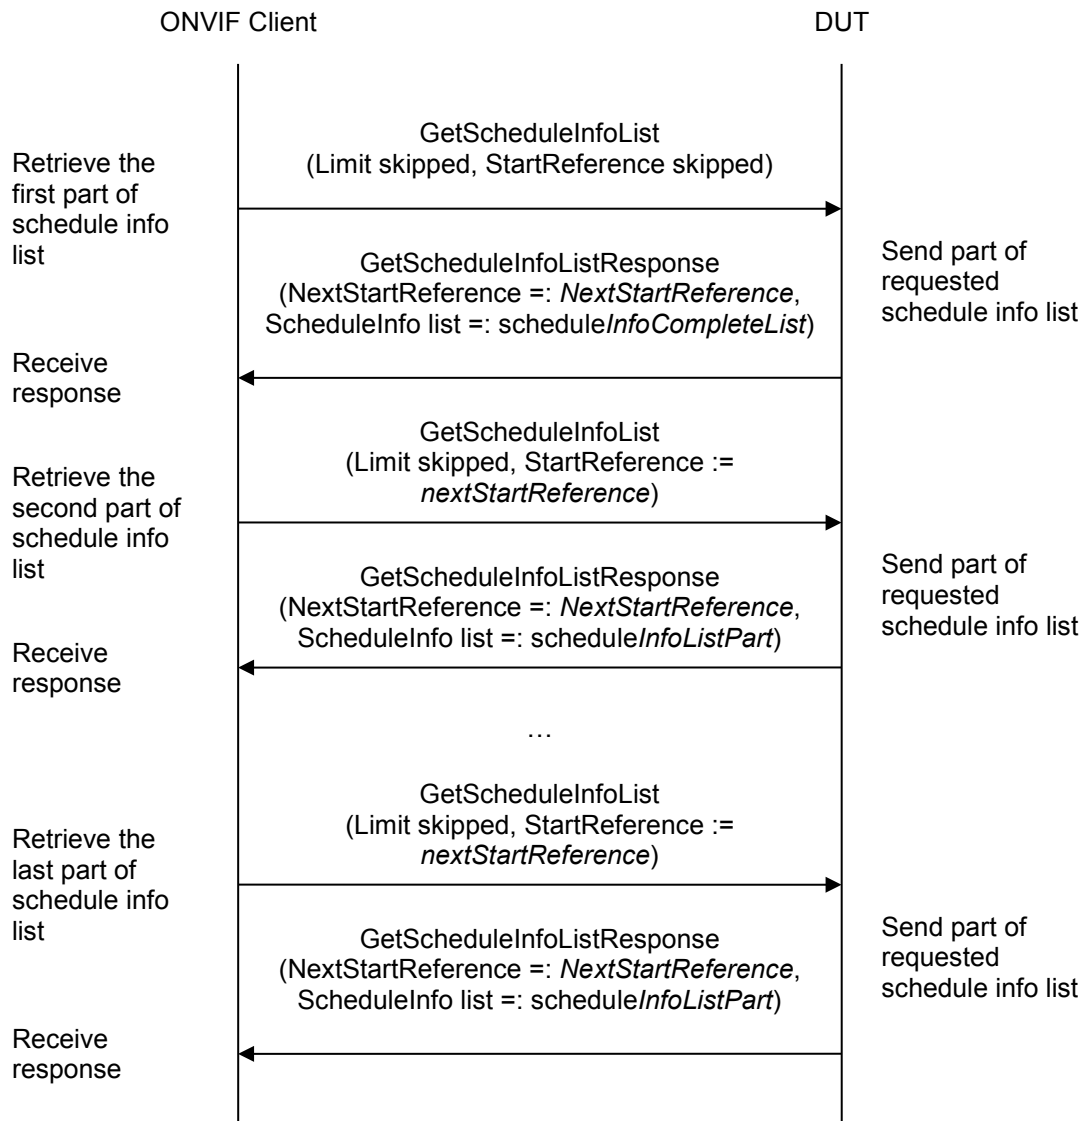 ONVIF Client
DUT
GetScheduleInfoList
(Limit skipped, StartReference skipped)
Retrieve the
first part of
schedule info
list
GetScheduleInfoListResponse
(NextStartReference =: NextStartReference,
ScheduleInfo list =: scheduleInfoCompleteList)
Send part of
requested
schedule info list
Receive
response
GetScheduleInfoList
(Limit skipped, StartReference :=
nextStartReference)
Retrieve the
second part of
schedule info
list
GetScheduleInfoListResponse
(NextStartReference =: NextStartReference,
ScheduleInfo list =: scheduleInfoListPart)
Send part of
requested
schedule info list
Receive
response
…
GetScheduleInfoList
(Limit skipped, StartReference :=
nextStartReference)
Retrieve the
last part of
schedule info
list
GetScheduleInfoListResponse
(NextStartReference =: NextStartReference,
ScheduleInfo list =: scheduleInfoListPart)
Send part of
requested
schedule info list
Receive
response